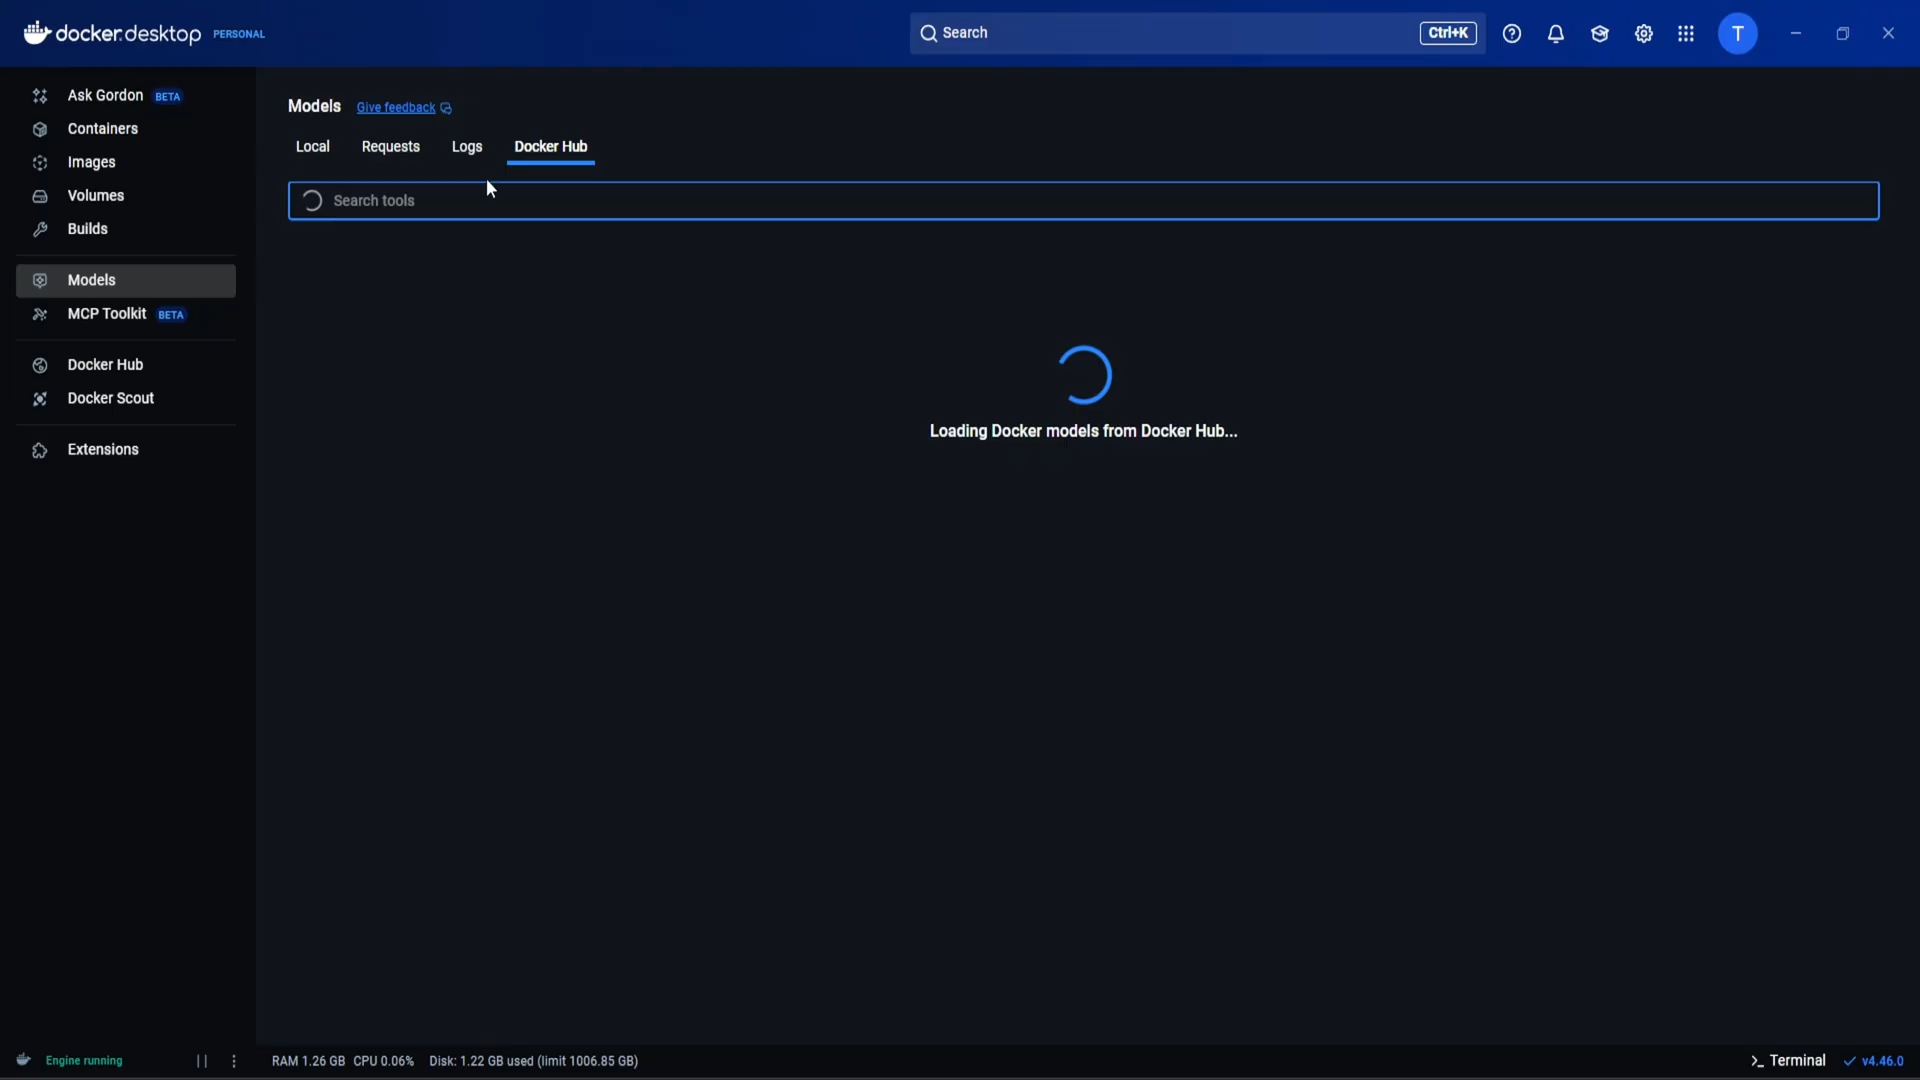 docker.desktop PERSONAL
Search
Ctrl+K
T
Ask Gordon BETA
Containers
Images
Volumes
Builds
Models
MCP Toolkit BETA
Docker Hub
Docker Scout
Extensions
Models Give feedback
Local Requests Logs Docker Hub
Search tools
Loading Docker models from Docker Hub...
Engine running
RAM 1.26 GB CPU 0.06% Disk: 1.22 GB used (limit 1006.85 GB)
>_ Terminal
v4.46.0